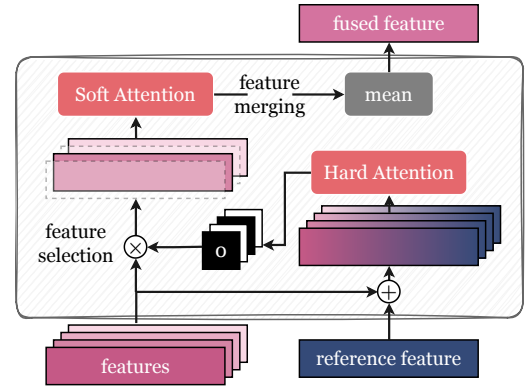 fused feature
Soft Attention
feature
merging
mean
Hard Attention
feature
selection
×
0
+
features
reference feature